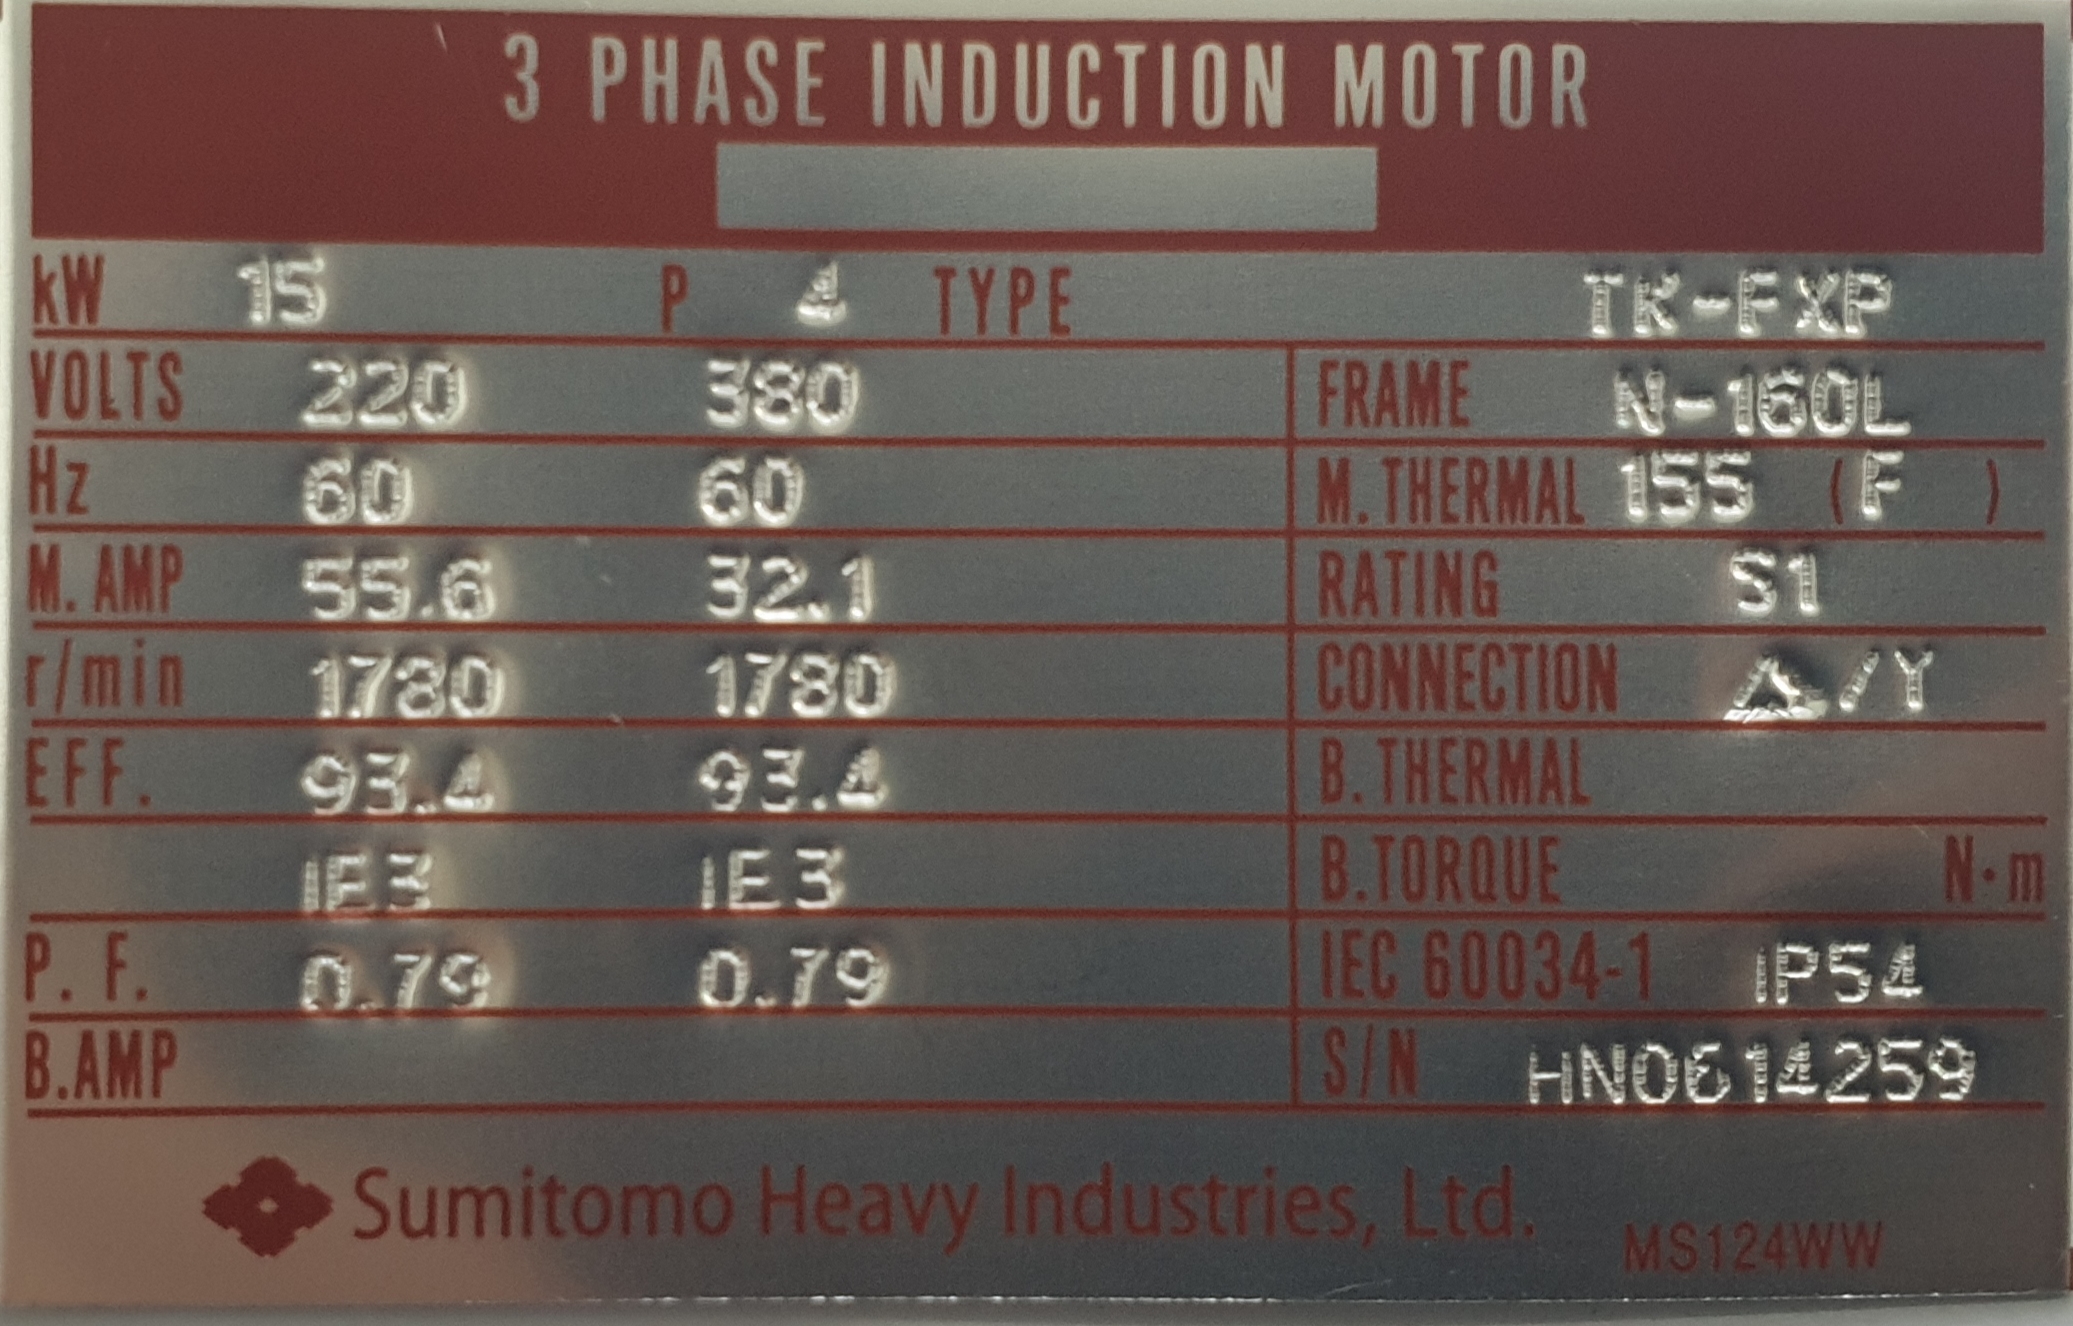 3 PHASE INDUCTION MOTOR
kW 15 P 4 TYPE TK-FXP
VOLTS 220 380 FRAME N-160L
Hz 60 60 M.THERMAL 155 (F )
M. AMP 55.6 32.1 RATING S1
r/min 1780 1780 CONNECTION Δ/Y
EFF. 93.4 93.4 B.THERMAL
IE3 IE3 B.TORQUE N·m
P. F. 0.79 0.79 IEC 60034-1 IP54
B.AMP S/N HN0614259
Sumitomo Heavy Industries, Ltd.
MS124WW